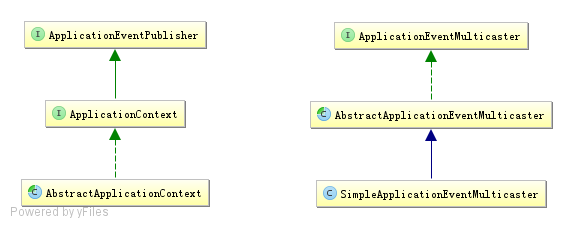 I ApplicationEventPublisher
I ApplicationEventMulticaster
I ApplicationContext
C AbstractApplicationEventMulticaster
C AbstractApplicationContext
C SimpleApplicationEventMulticaster
Powered by yFiles